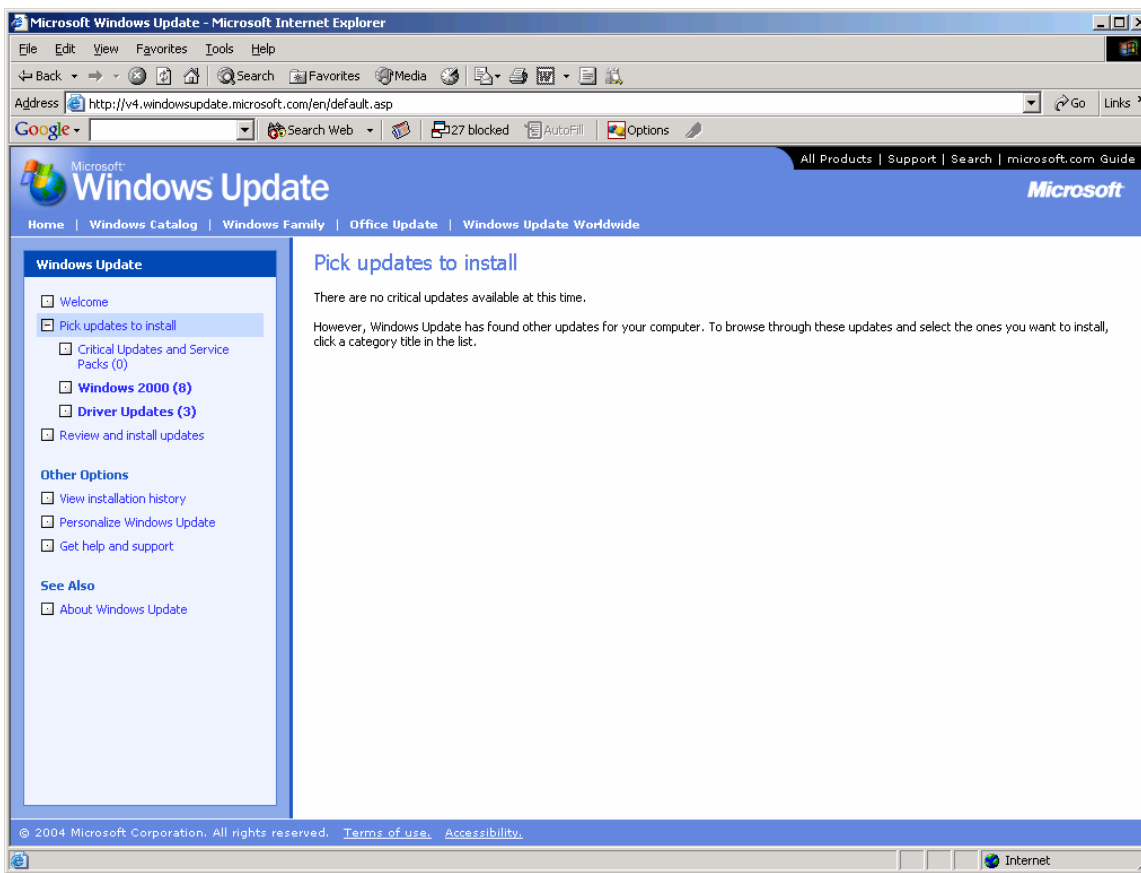 Microsoft Windows Update - Microsoft Internet Explorer
File Edit View Favorites Tools Help
Back Search Favorites Media
Address http://v4.windowsupdate.microsoft.com/en/default.asp Go Links
Google Search Web 27 blocked AutoFill Options
All Products | Support | Search | microsoft.com Guide
Microsoft
Windows Update
Microsoft
Home | Windows Catalog | Windows Family | Office Update | Windows Update Worldwide
Windows Update
Welcome
Pick updates to install
Critical Updates and Service
Packs (0)
Windows 2000 (8)
Driver Updates (3)
Review and install updates
Other Options
View installation history
Personalize Windows Update
Get help and support
See Also
About Windows Update
Pick updates to install
There are no critical updates available at this time.
However, Windows Update has found other updates for your computer. To browse through these updates and select the ones you want to install,
click a category title in the list.
© 2004 Microsoft Corporation. All rights reserved. Terms of use. Accessibility.
Internet